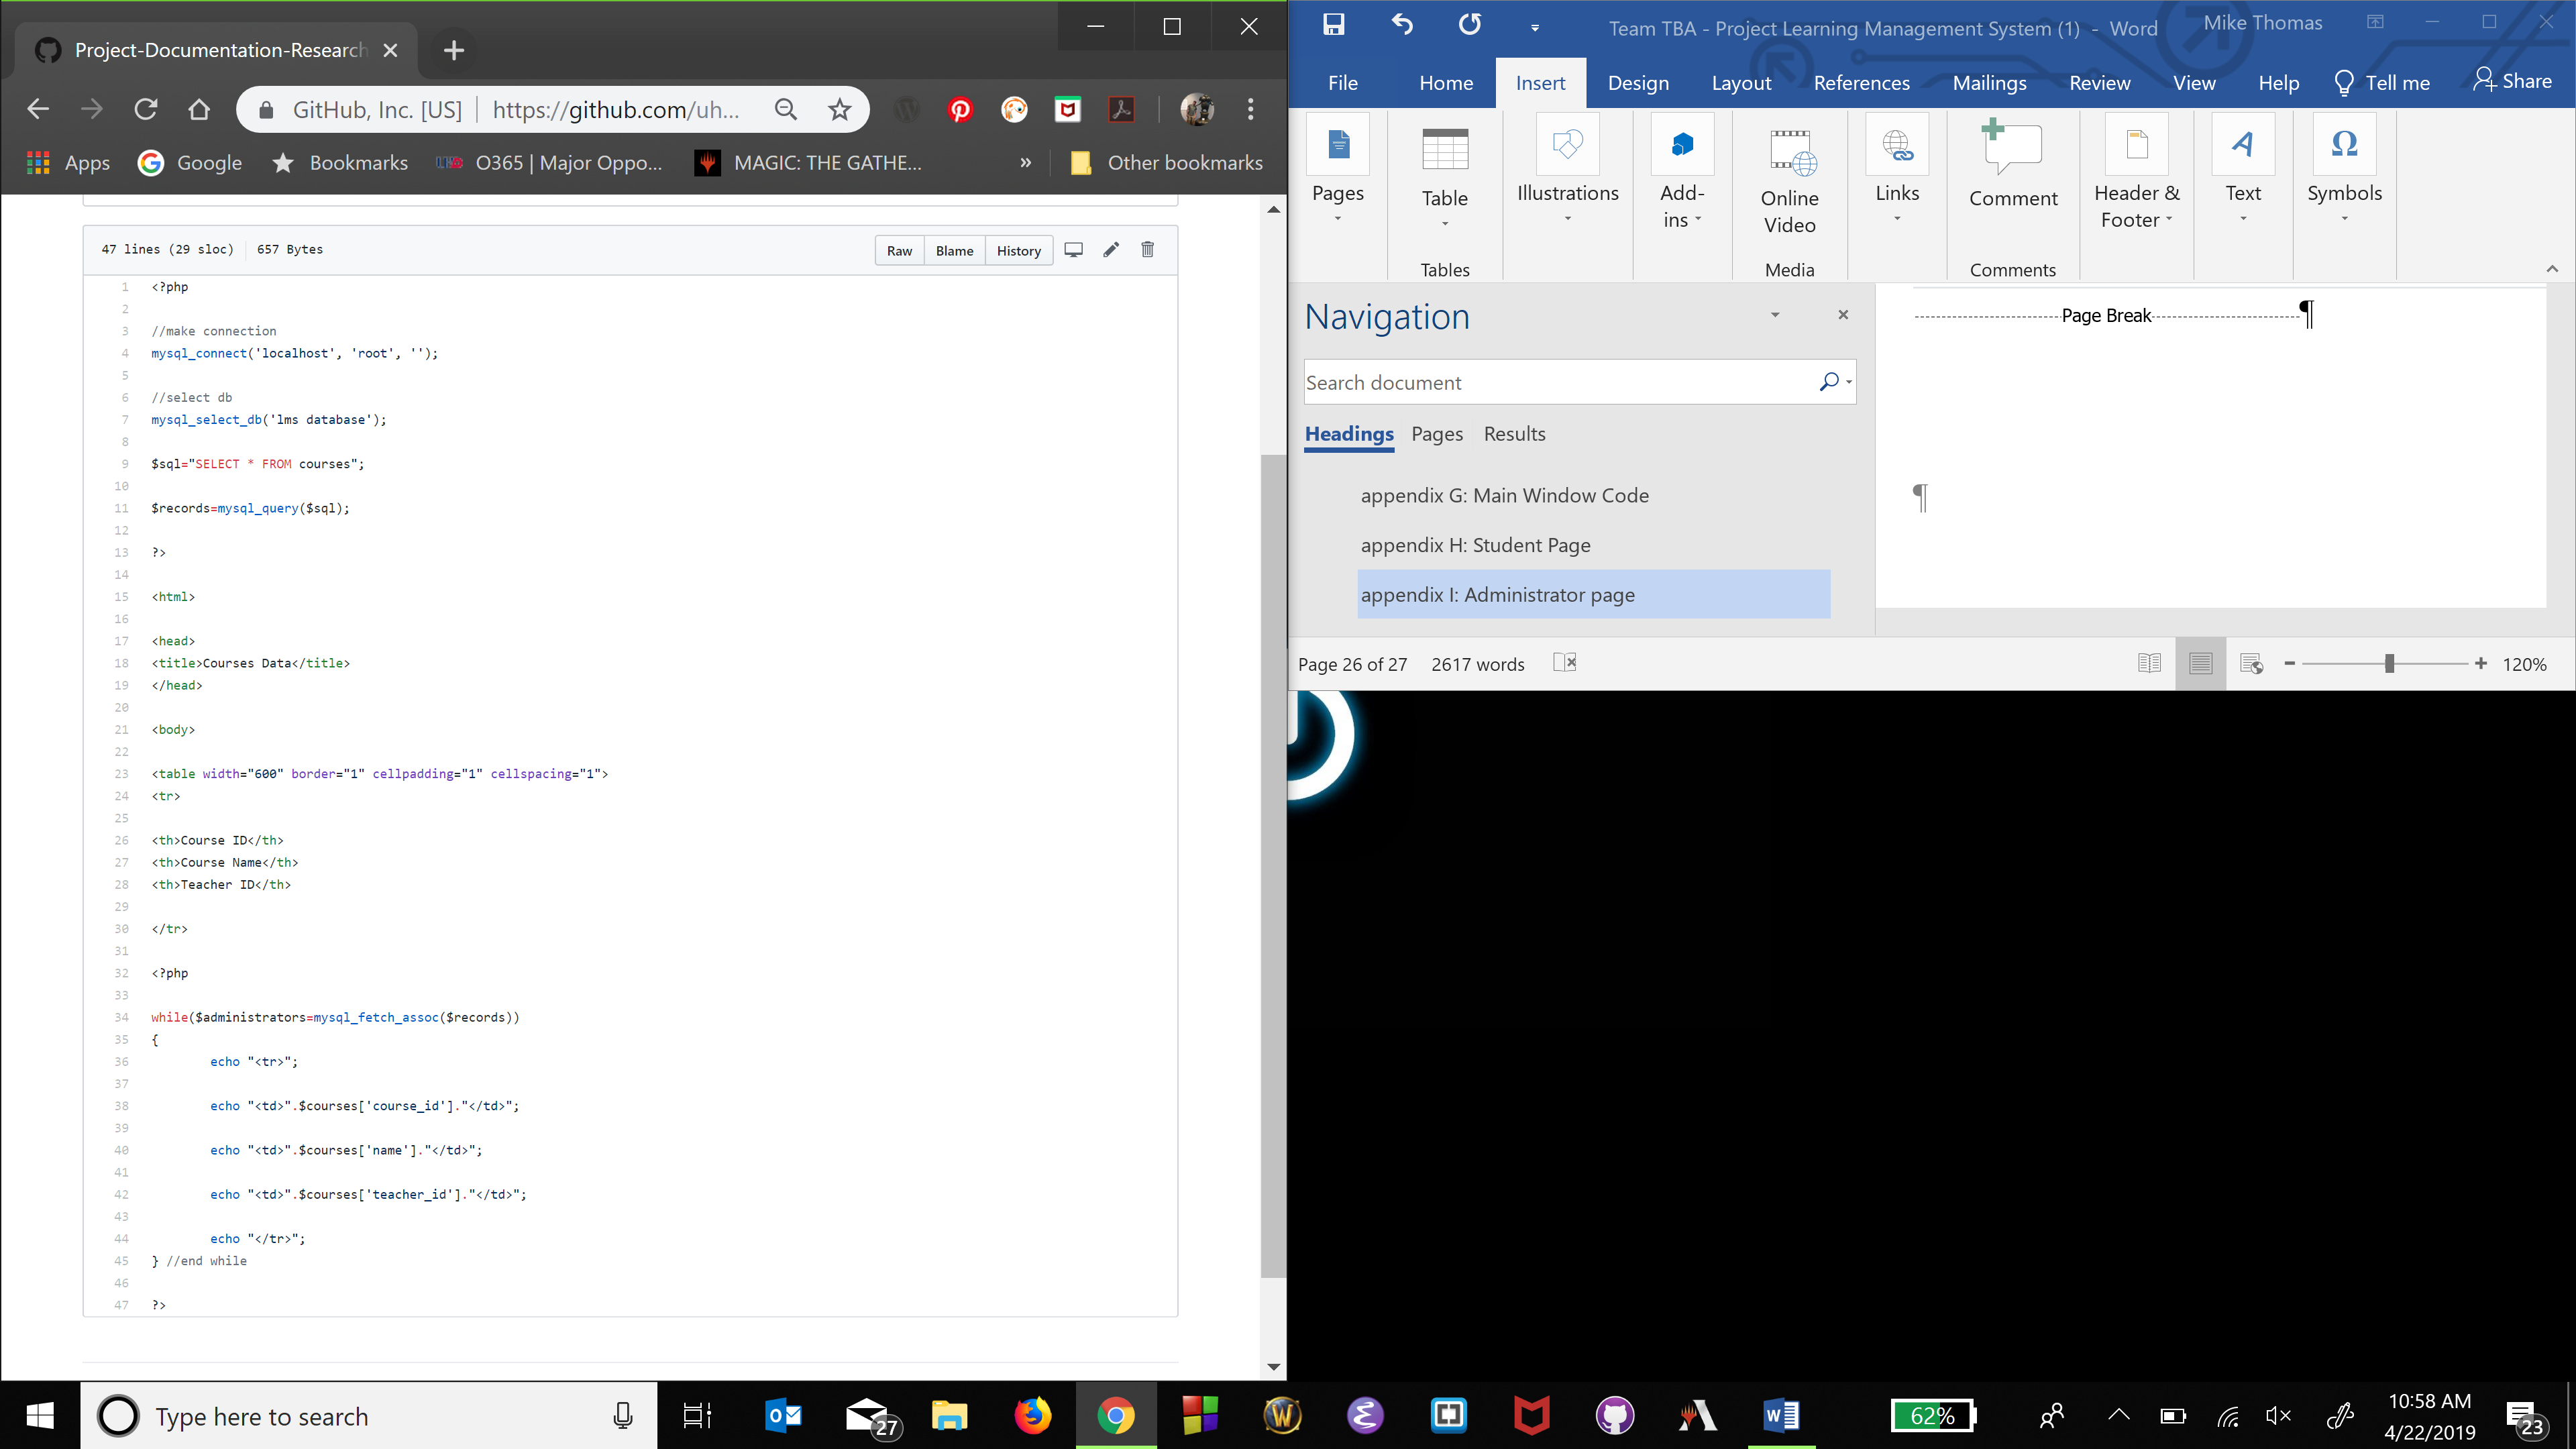 Project-Documentation-Research
GitHub, Inc. [US] https://github.com/uh...
Apps Google Bookmarks O365 | Major Oppo... MAGIC: THE GATHE... » Other bookmarks
47 lines (29 sloc) 657 Bytes Raw Blame History
1 <?php
2
3 //make connection
4 mysql_connect('localhost', 'root', '');
5
6 //select db
7 mysql_select_db('lms database');
8
9 $sql="SELECT * FROM courses";
10
11 $records=mysql_query($sql);
12
13 ?>
14
15 <html>
16
17 <head>
18 <title>Courses Data</title>
19 </head>
20
21 <body>
22
23 <table width="600" border="1" cellpadding="1" cellspacing="1">
24 <tr>
25
26 <th>Course ID</th>
27 <th>Course Name</th>
28 <th>Teacher ID</th>
29
30 </tr>
31
32 <?php
33
34 while($administrators=mysql_fetch_assoc($records))
35 {
36 echo "<tr>";
37
38 echo "<td>".$courses['course_id']."</td>";
39
40 echo "<td>".$courses['name']."</td>";
41
42 echo "<td>".$courses['teacher_id']."</td>";
43
44 echo "</tr>";
45 } //end while
46
47 ?>
Team TBA - Project Learning Management System (1) - Word Mike Thomas
File Home Insert Design Layout References Mailings Review View Help Tell me Share
Pages
Table
Illustrations
Add-
ins
Online
Video
Links
Comment
Header &
Footer
Text
Symbols
Tables
Media
Comments
Navigation
Search document
Headings Pages Results
appendix G: Main Window Code
appendix H: Student Page
appendix I: Administrator page
Page Break¶
¶
Page 26 of 27 2617 words 120%
Type here to search
27
62%
10:58 AM
4/22/2019
23